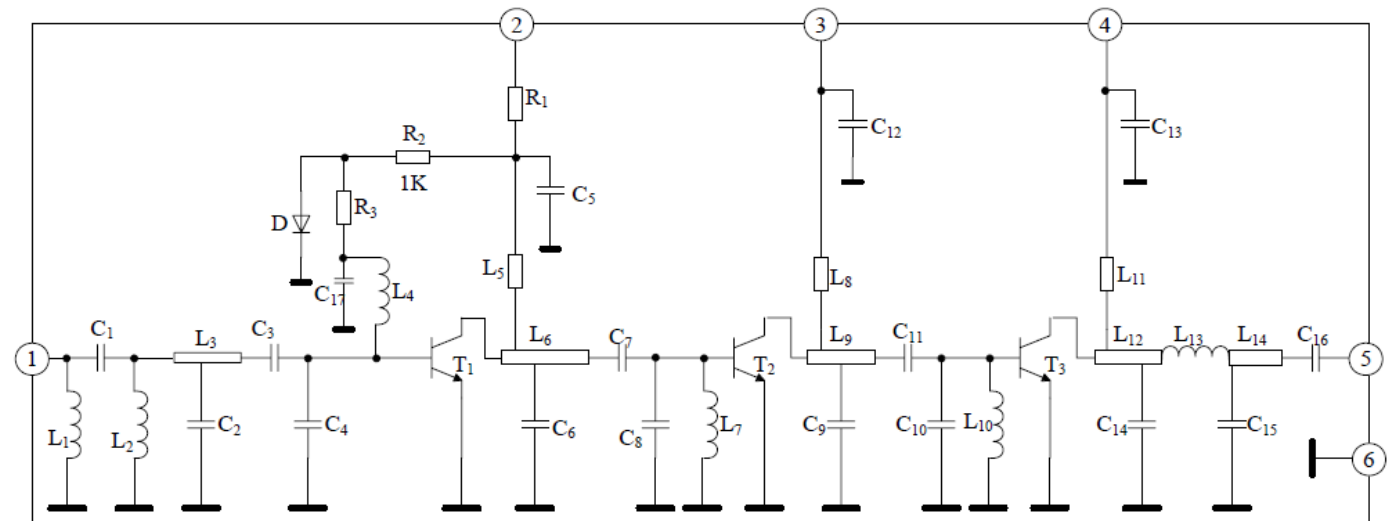 2 3 4
R1
C12 C13
R2
1K C5
R3
D
L5 L8 L11
C17 L4
C1 L3 C3 L6 C7 L9 C11 L12 L13 L14 C16
1 T1 T2 T3 5
L1 L2 C2 C4 C6 C8 L7 C9 C10 L10 C14 C15
6